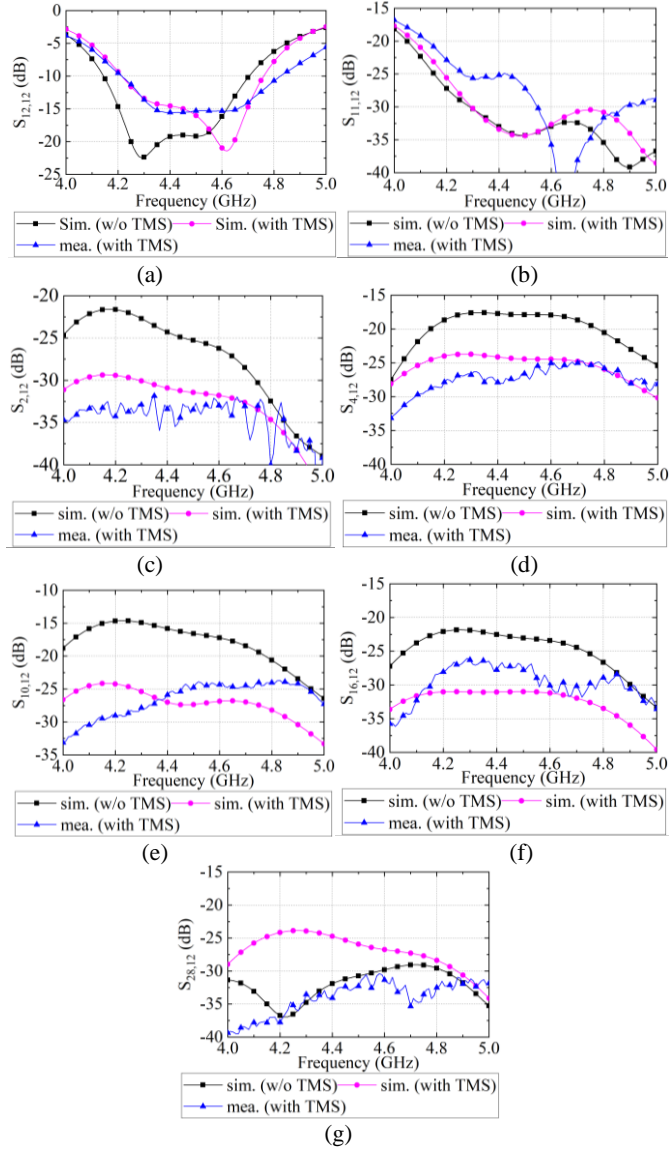 0
-5
-10
-15
-20
-25
S12,12 (dB)
4.0 4.2 4.4 4.6 4.8 5.0
Frequency (GHz)
Sim. (w/o TMS) Sim. (with TMS)
mea. (with TMS)
(a)
-15
-20
-25
-30
-35
-40
S11,12 (dB)
4.0 4.2 4.4 4.6 4.8 5.0
Frequency (GHz)
sim. (w/o TMS) sim. (with TMS)
mea. (with TMS)
(b)
-20
-25
-30
-35
-40
S2,12 (dB)
4.0 4.2 4.4 4.6 4.8 5.0
Frequency (GHz)
sim. (w/o TMS) sim. (with TMS)
mea. (with TMS)
(c)
-15
-20
-25
-30
-35
-40
S4,12 (dB)
4.0 4.2 4.4 4.6 4.8 5.0
Frequency (GHz)
sim. (w/o TMS) sim. (with TMS)
mea. (with TMS)
(d)
-10
-15
-20
-25
-30
-35
S10,12 (dB)
4.0 4.2 4.4 4.6 4.8 5.0
Frequency (GHz)
sim. (w/o TMS) sim. (with TMS)
mea. (with TMS)
(e)
-15
-20
-25
-30
-35
-40
S16,12 (dB)
4.0 4.2 4.4 4.6 4.8 5.0
Frequency (GHz)
sim. (w/o TMS) sim. (with TMS)
mea. (with TMS)
(f)
-15
-20
-25
-30
-35
-40
S28,12 (dB)
4.0 4.2 4.4 4.6 4.8 5.0
Frequency (GHz)
sim. (w/o TMS) sim. (with TMS)
mea. (with TMS)
(g)